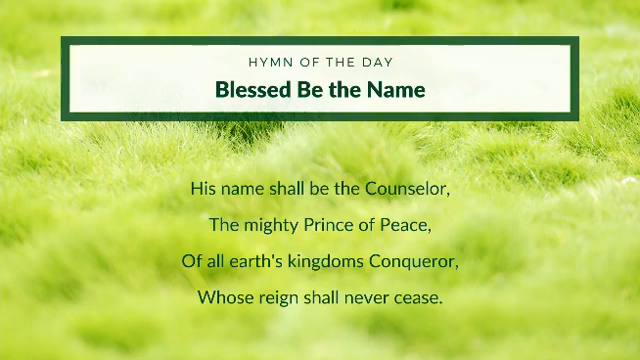 HYMN OF THE DAY
Blessed Be the Name
His name shall be the Counselor,
The mighty Prince of Peace,
Of all earth's kingdoms Conqueror,
Whose reign shall never cease.